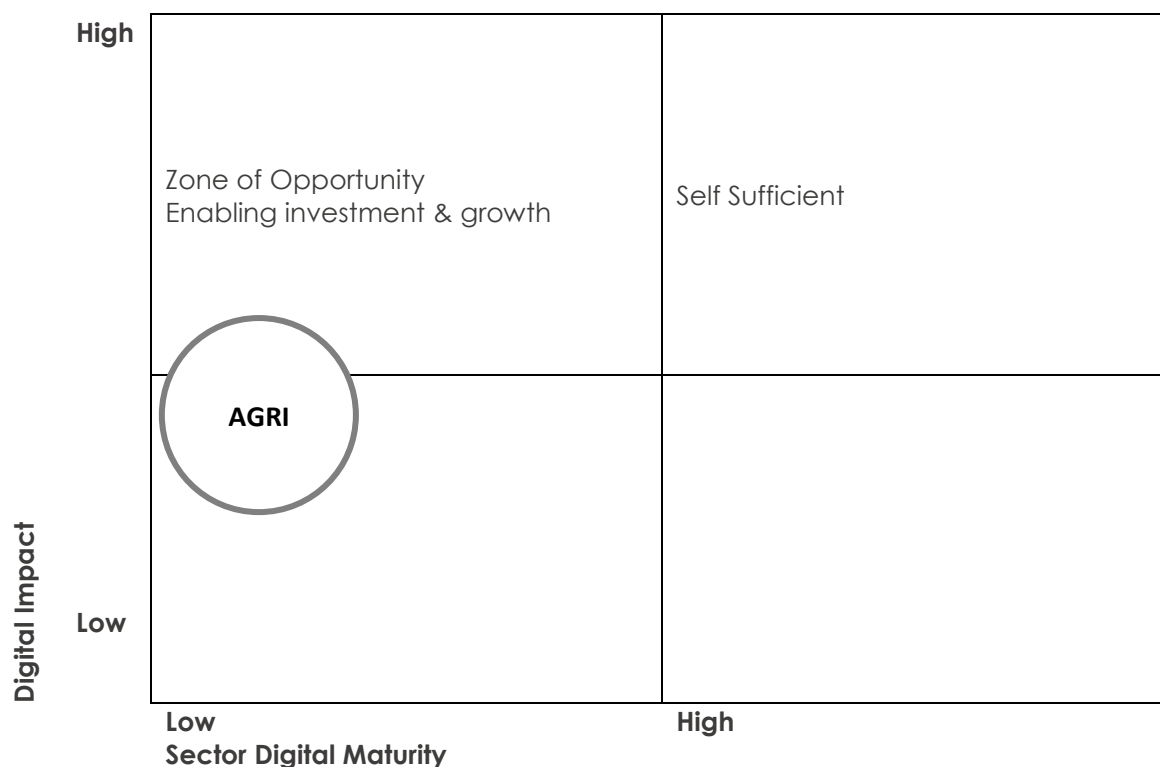 High
Zone of Opportunity
Enabling investment & growth
Self Sufficient
AGRI
Digital Impact
Low
Low
High
Sector Digital Maturity